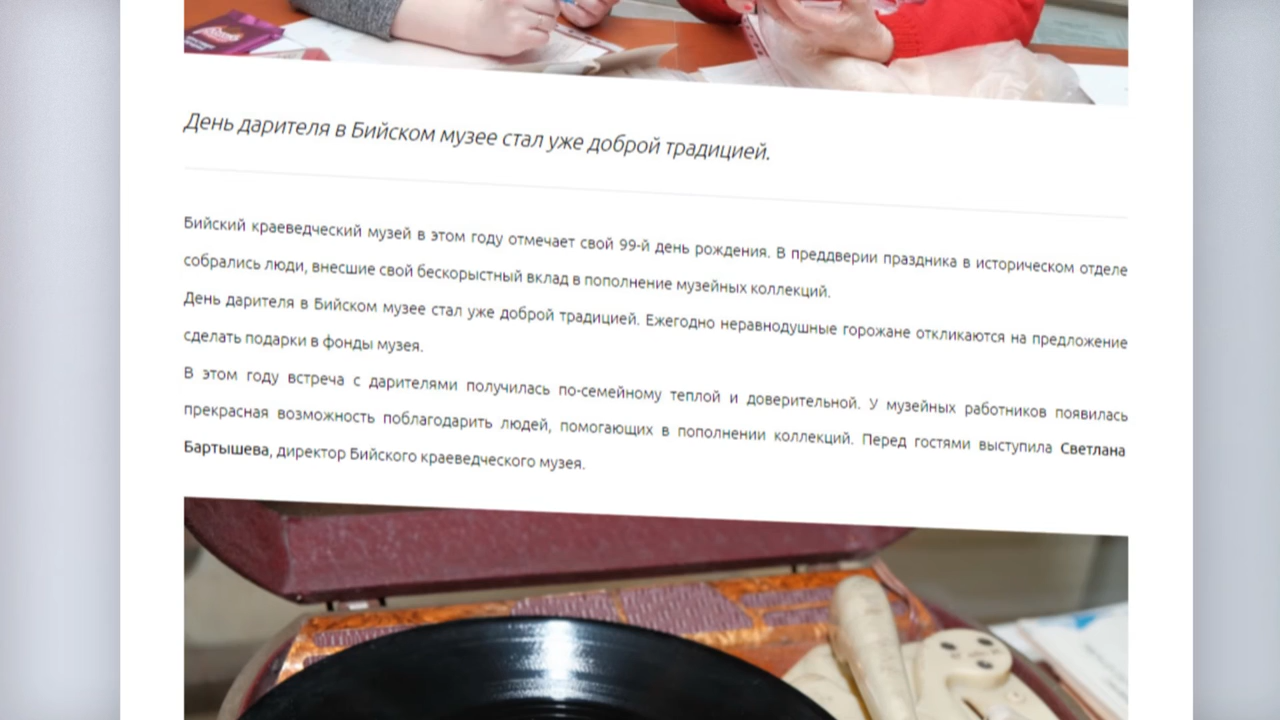 День дарителя в Бийском музее стал уже доброй традицией.
Бийский краеведческий музей в этом году отмечает свой 99-й день рождения. В преддверии праздника в историческом отделе
собрались люди, внесшие свой бескорыстный вклад в пополнение музейных коллекций.
День дарителя в Бийском музее стал уже доброй традицией. Ежегодно неравнодушные горожане откликаются на предложение
сделать подарки в фонды музея.
В этом году встреча с дарителями получилась по-семейному теплой и доверительной. У музейных работников появилась
прекрасная возможность поблагодарить людей, помогающих в пополнении коллекций. Перед гостями выступила Светлана
Бартышева, директор Бийского краеведческого музея.